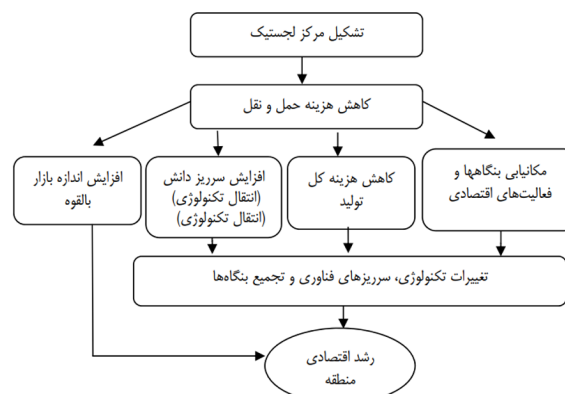 تشکیل مرکز لجستیک
کاهش هزینه حمل و نقل
مکانیابی بنگاهها و
فعالیت‌های اقتصادی
کاهش هزینه کل
تولید
افزایش سرریز دانش
(انتقال تکنولوژی)
(انتقال تکنولوژی)
افزایش اندازه بازار
بالقوه
تغییرات تکنولوژی، سرریزهای فناوری و تجمیع بنگاه‌ها
رشد اقتصادی
منطقه